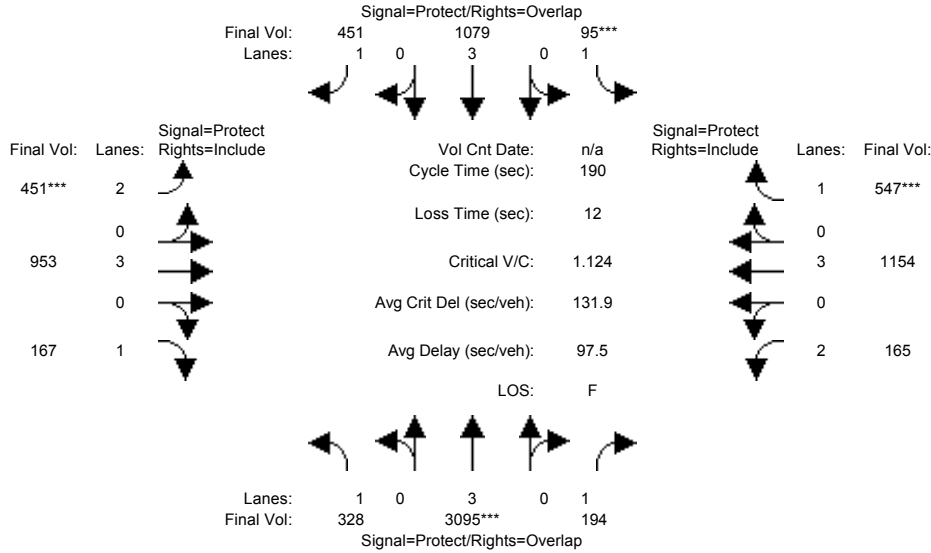 Signal=Protect/Rights=Overlap
Final Vol: 451 1079 95***
Lanes: 1 0 3 0 1
Signal=Protect Signal=Protect
Final Vol: Lanes: Rights=Include Vol Cnt Date: n/a Rights=Include Lanes: Final Vol:
Cycle Time (sec): 190
451*** 2 1 547***
Loss Time (sec): 12
0 0
953 3 Critical V/C: 1.124 3 1154
0 Avg Crit Del (sec/veh): 131.9 0
167 1 Avg Delay (sec/veh): 97.5 2 165
LOS: F
Lanes: 1 0 3 0 1
Final Vol: 328 3095*** 194
Signal=Protect/Rights=Overlap